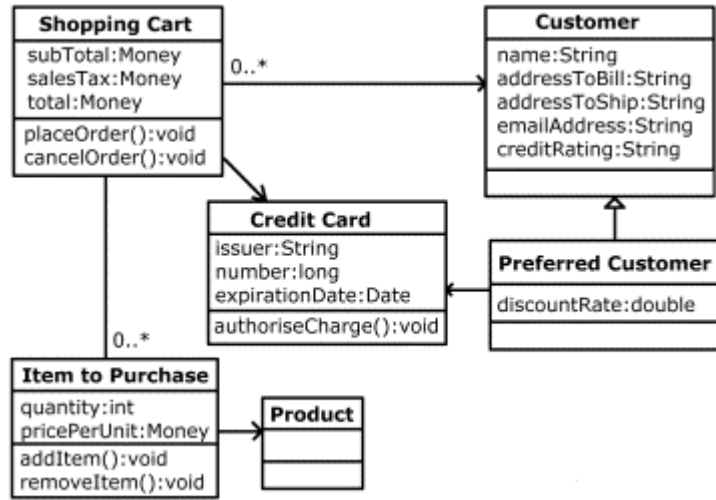 Shopping Cart
subTotal:Money
salesTax:Money
total:Money
placeOrder():void
cancelOrder():void
0..*
Customer
name:String
addressToBill:String
addressToShip:String
emailAddress:String
creditRating:String
Credit Card
issuer:String
number:long
expirationDate:Date
authoriseCharge():void
Preferred Customer
discountRate:double
0..*
Item to Purchase
quantity:int
pricePerUnit:Money
addItem():void
removeItem():void
Product